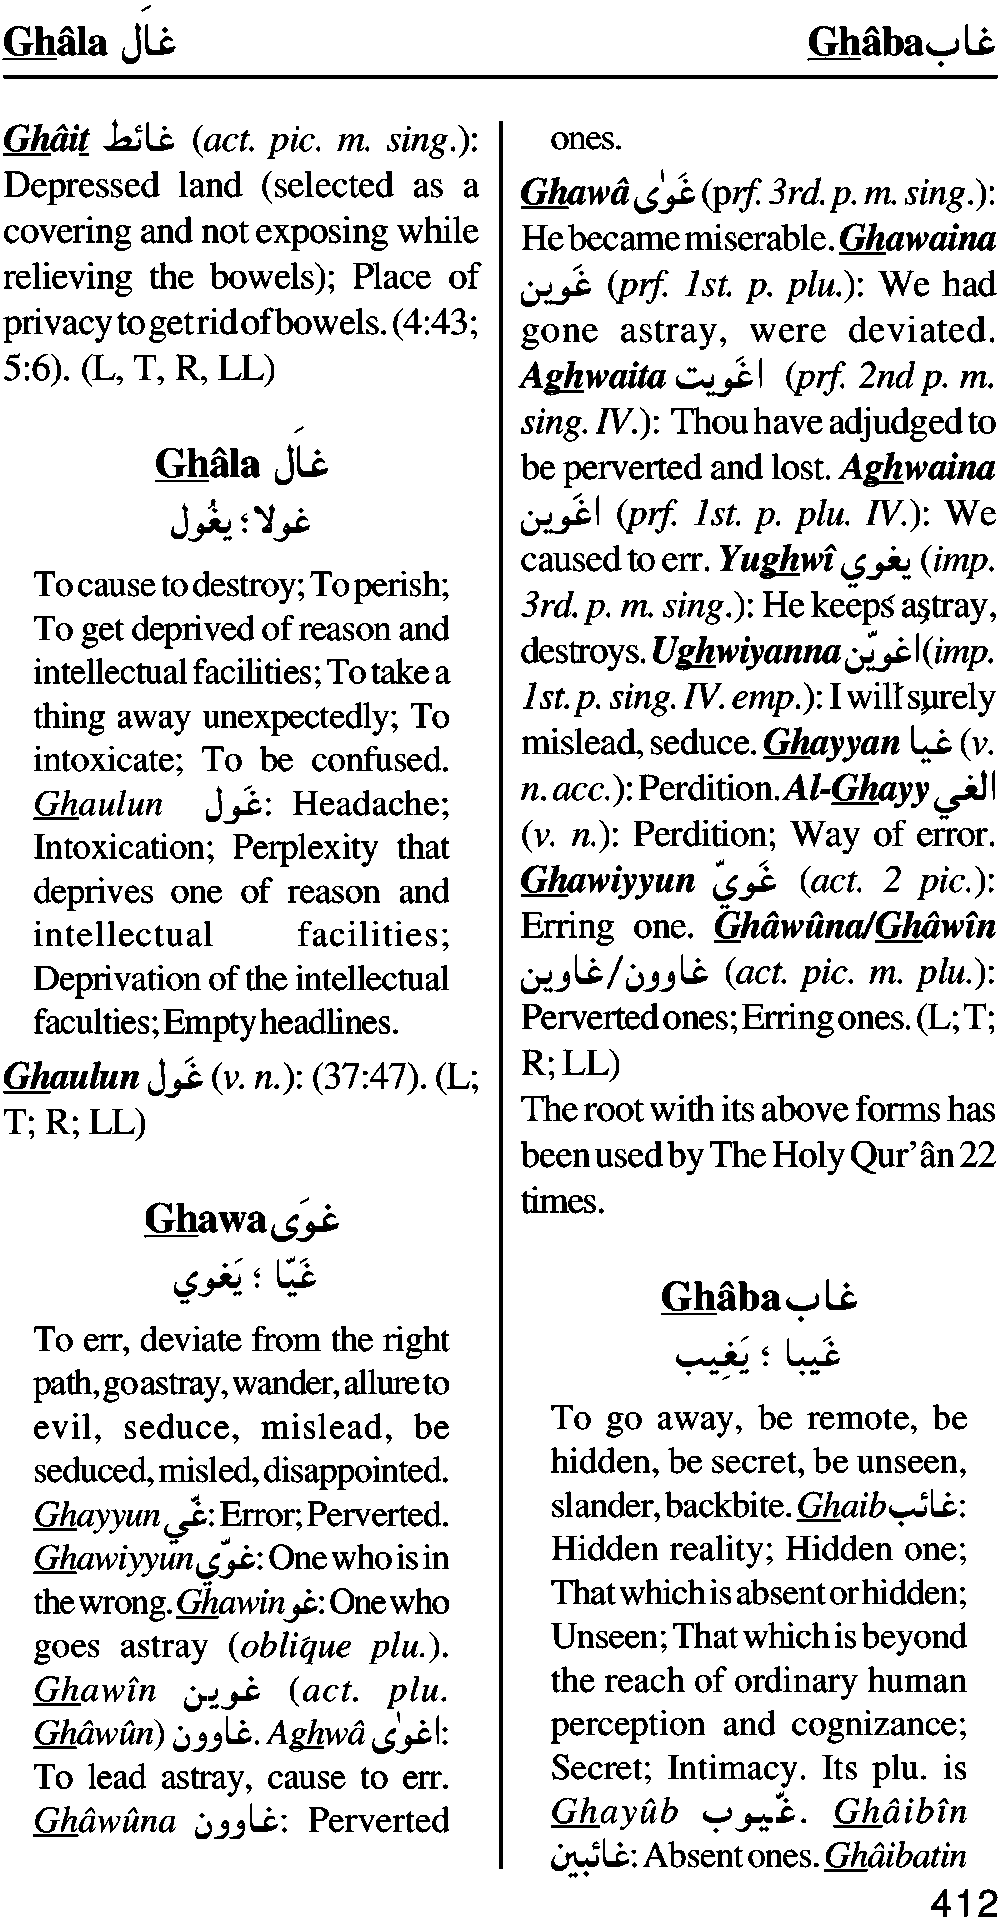 Ghâla غاَل
Ghâba غاب
Ghâiṯ غائط (act. pic. m. sing.):
Depressed land (selected as a
covering and not exposing while
relieving the bowels); Place of
privacy to get rid of bowels. (4:43;
5:6). (L, T, R, LL)
Ghâla غاَل
غولا؛ يغُول
To cause to destroy; To perish;
To get deprived of reason and
intellectual facilities; To take a
thing away unexpectedly; To
intoxicate; To be confused.
Ghaulun غَول: Headache;
Intoxication; Perplexity that
deprives one of reason and
intellectual facilities;
Deprivation of the intellectual
faculties; Empty headlines.
Ghaulun غَول (v. n.): (37:47). (L;
T; R; LL)
Ghawa غوَى
غَيّا ؛ يَغوي
To err, deviate from the right
path, go astray, wander, allure to
evil, seduce, mislead, be
seduced, misled, disappointed.
Ghayyun غّي: Error; Perverted.
Ghawiyyun غوّي: One who is in
the wrong. Ghawin غو: One who
goes astray (oblique plu.).
Ghawîn غوين (act. plu.
Ghâwûn) غاوون. Aghwâ اغوٰى:
To lead astray, cause to err.
Ghâwûna غاوون: Perverted
ones.
Ghawâ غَوٰى (prf. 3rd. p. m. sing.):
He became miserable. Ghawaina
غَوين (prf. 1st. p. plu.): We had
gone astray, were deviated.
Aghwaita اغَويت (prf. 2nd p. m.
sing. IV.): Thou have adjudged to
be perverted and lost. Aghwaina
اغَوين (prf. 1st. p. plu. IV.): We
caused to err. Yughwî يغوي (imp.
3rd. p. m. sing.): He keeps astray,
destroys. Ughwiyanna اغويّن (imp.
1st. p. sing. IV. emp.): I will surely
mislead, seduce. Ghayyan غيا (v.
n. acc.): Perdition. Al-Ghayy الغي
(v. n.): Perdition; Way of error.
Ghawiyyun غَويّ (act. 2 pic.):
Erring one. Ghâwûna/Ghâwîn
غاوون/غاوين (act. pic. m. plu.):
Perverted ones; Erring ones. (L; T;
R; LL)
The root with its above forms has
been used by The Holy Qur'ân 22
times.
Ghâba غاب
غَيبا ؛ يَغِيب
To go away, be remote, be
hidden, be secret, be unseen,
slander, backbite. Ghaib غائب:
Hidden reality; Hidden one;
That which is absent or hidden;
Unseen; That which is beyond
the reach of ordinary human
perception and cognizance;
Secret; Intimacy. Its plu. is
Ghayûb غَيوب. Ghâibîn
غائبين: Absent ones. Ghâibatin
412